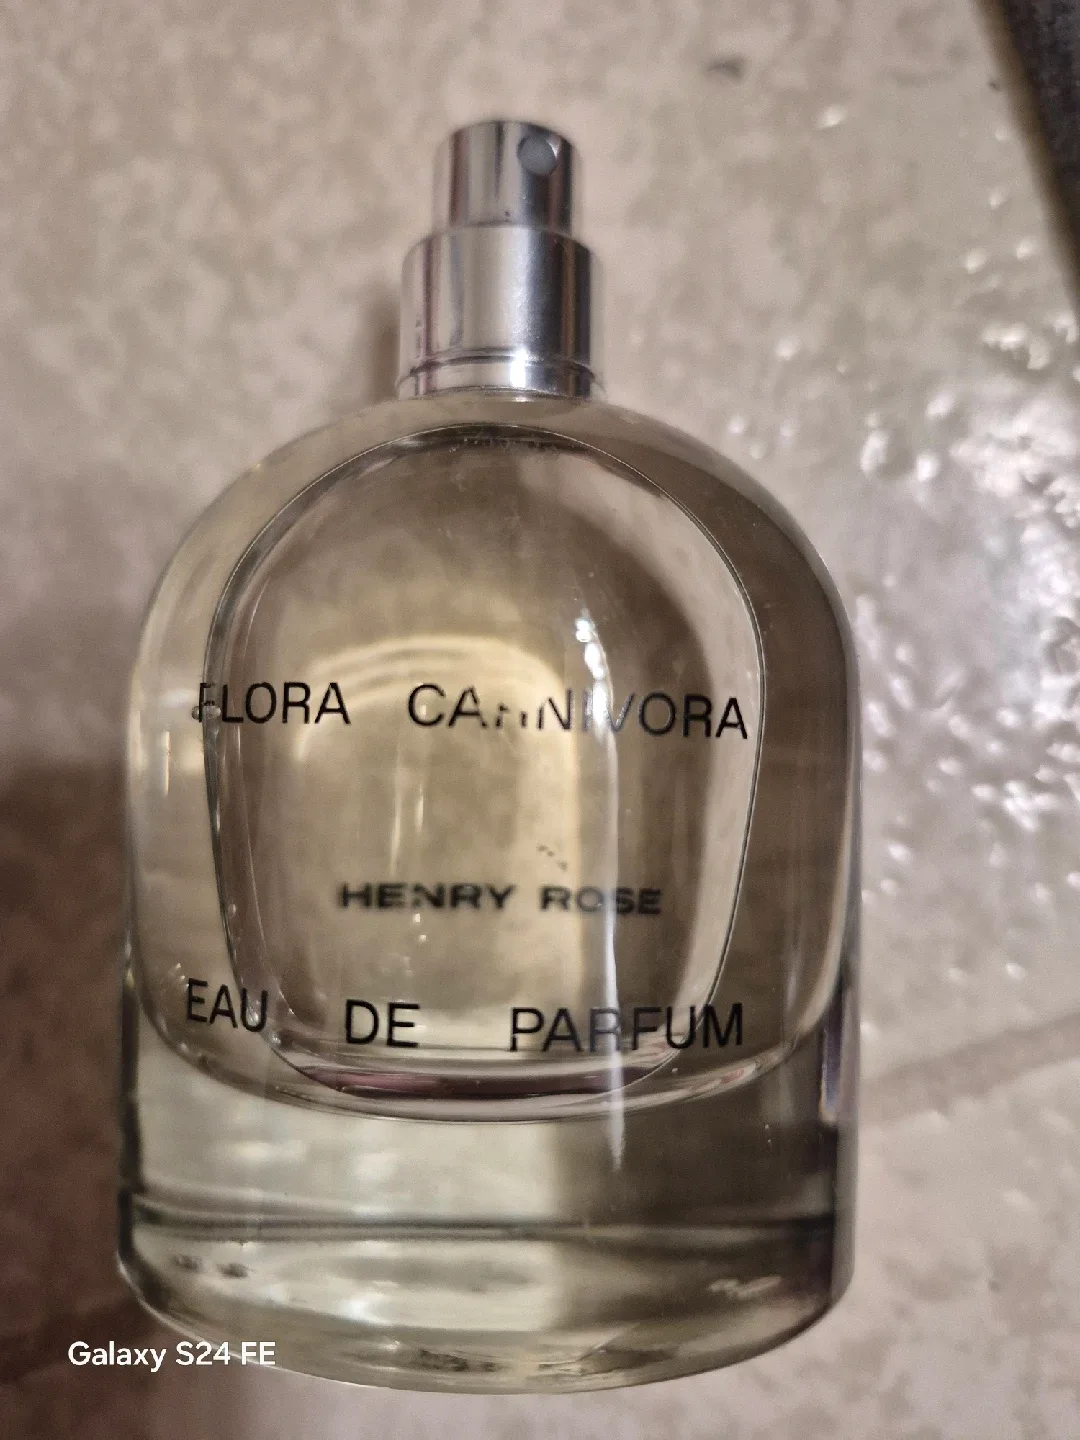 FLORA CARNIVORA
HENRY ROSE
EAU DE PARFUM
Galaxy S24 FE